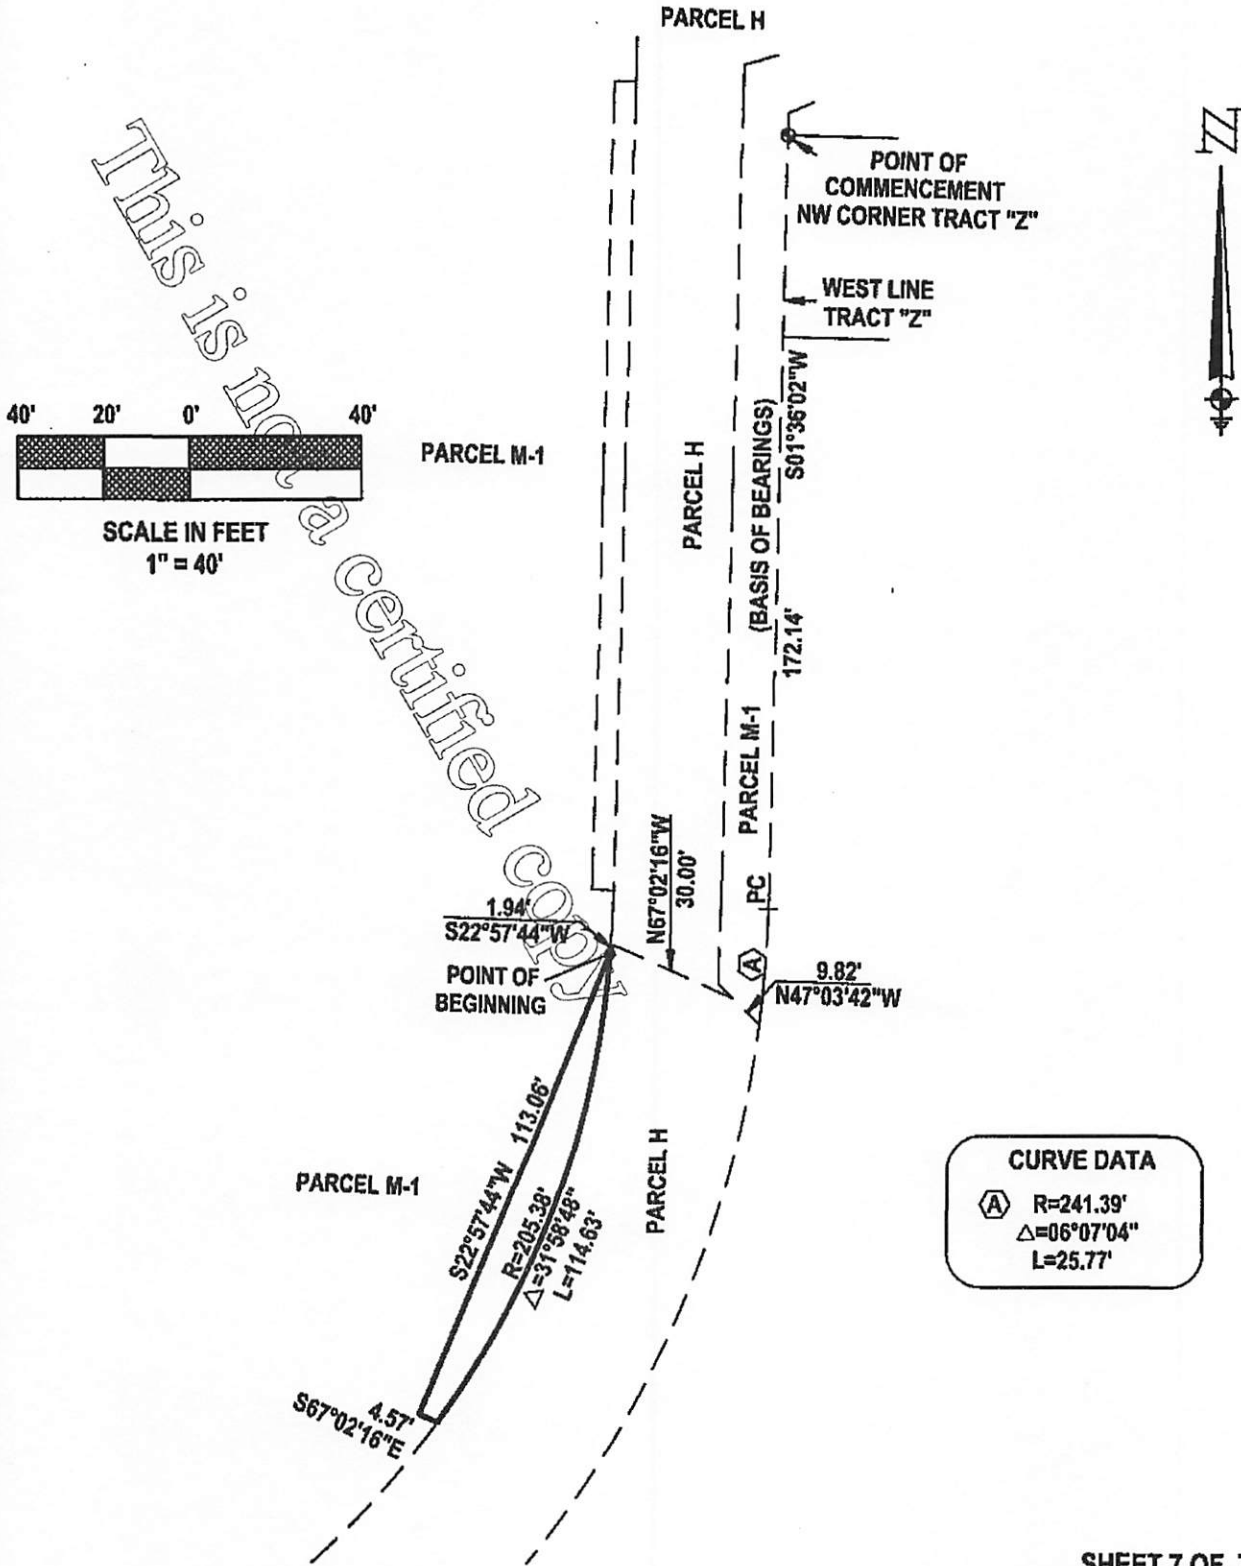 PARCEL H
N
POINT OF
COMMENCEMENT
NW CORNER TRACT "Z"
WEST LINE
TRACT "Z"
This is not a certified copy
40' 20' 0' 40'
SCALE IN FEET
1" = 40'
PARCEL M-1
PARCEL H
(BASIS OF BEARINGS)
S01°36'02"W
172.14'
PARCEL M-1
PC
N67°02'16"W
30.00'
1.94'
S22°57'44"W
POINT OF
BEGINNING
A
9.82'
N47°03'42"W
S22°57'44"W 113.06'
R=205.38'
△=31°58'48"
L=114.63'
PARCEL H
PARCEL M-1
4.57'
S67°02'16"E
CURVE DATA
A R=241.39'
△=06°07'04"
L=25.77'
SHEET 7 OF